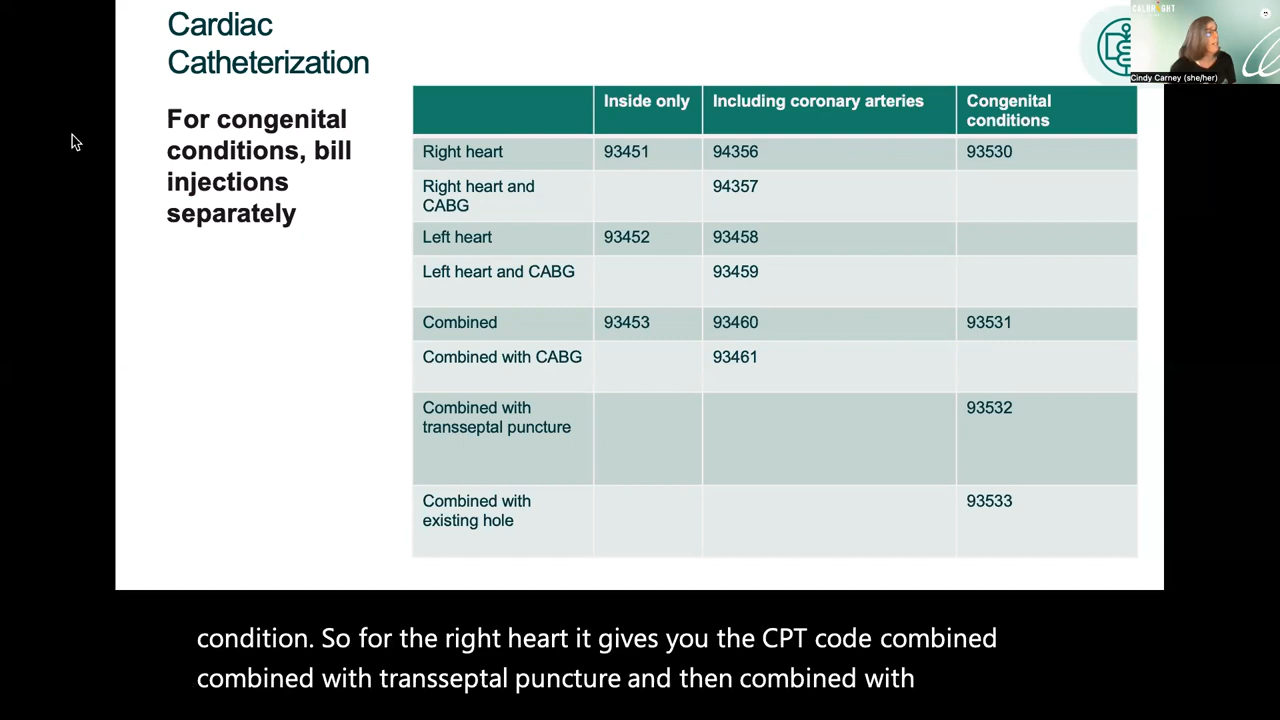 Cardiac
Catheterization
For congenital
conditions, bill
injections
separately
Inside only
Including coronary arteries
Congenital
conditions
Right heart
93451
94356
93530
Right heart and
CABG
94357
Left heart
93452
93458
Left heart and CABG
93459
Combined
93453
93460
93531
Combined with CABG
93461
Combined with
transseptal puncture
93532
Combined with
existing hole
93533
CALBRIGHT
Cindy Carney (she/her)
condition. So for the right heart it gives you the CPT code combined
combined with transseptal puncture and then combined with